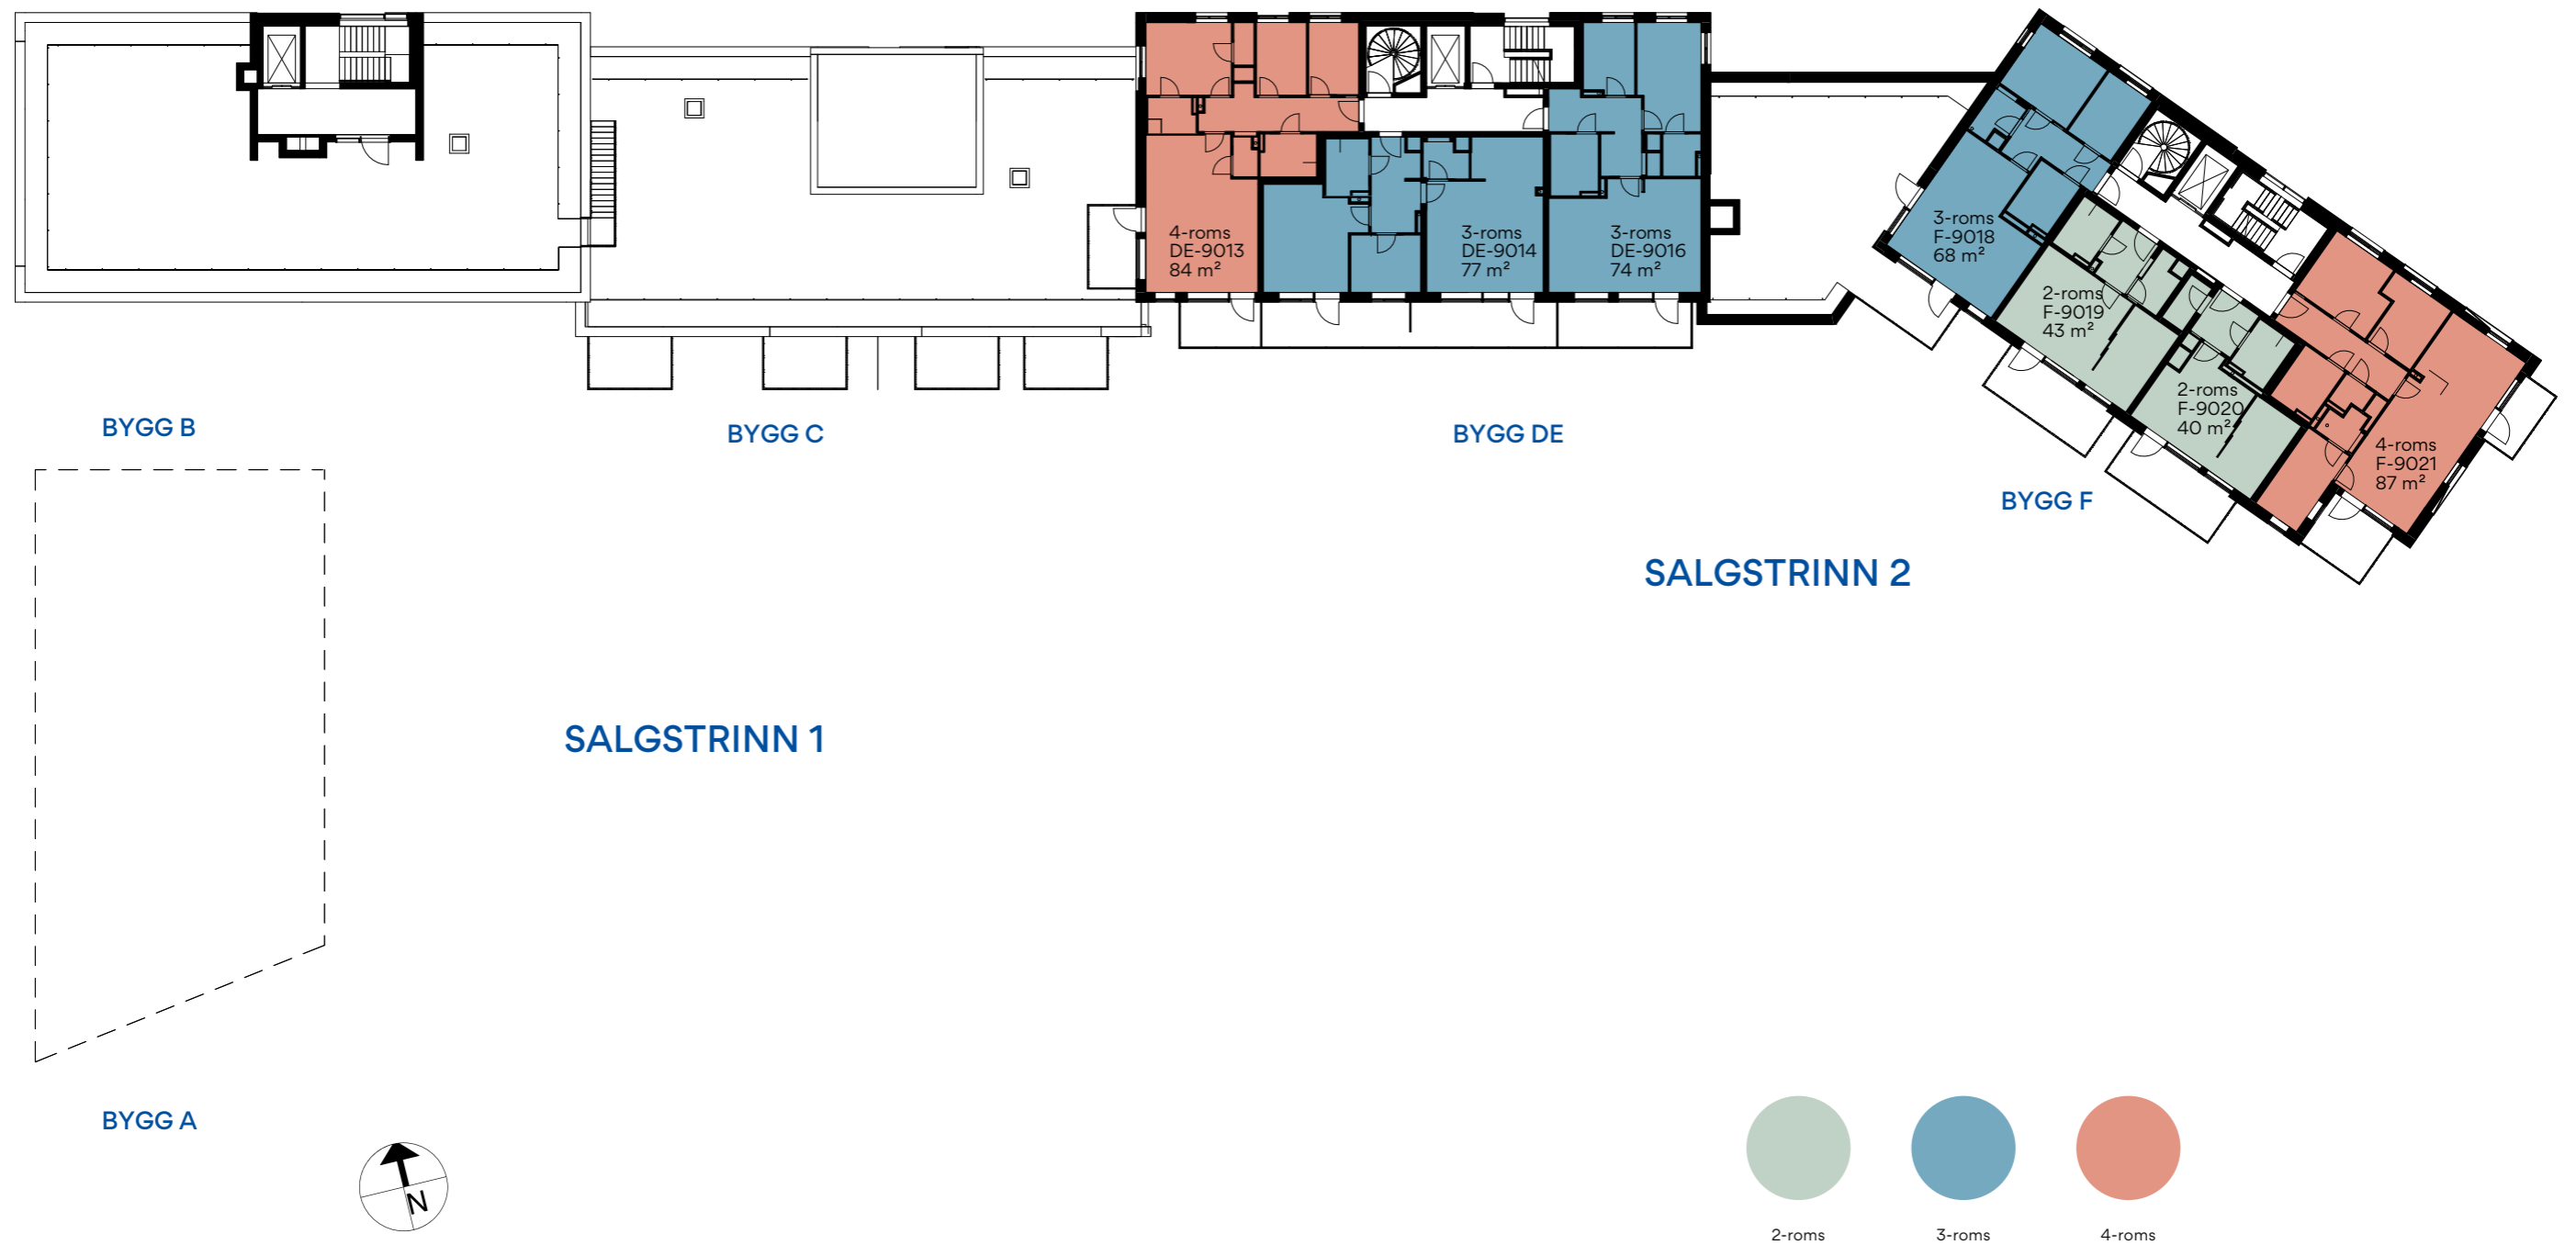 4-roms
DE-9013
84 m²
3-roms
DE-9014
77 m²
3-roms
DE-9016
74 m²
3-roms
F-9018
68 m²
2-roms
F-9019
43 m²
2-roms
F-9020
40 m²
4-roms
F-9021
87 m²
BYGG B
BYGG C
BYGG DE
BYGG F
SALGSTRINN 2
SALGSTRINN 1
BYGG A
N
2-roms
3-roms
4-roms